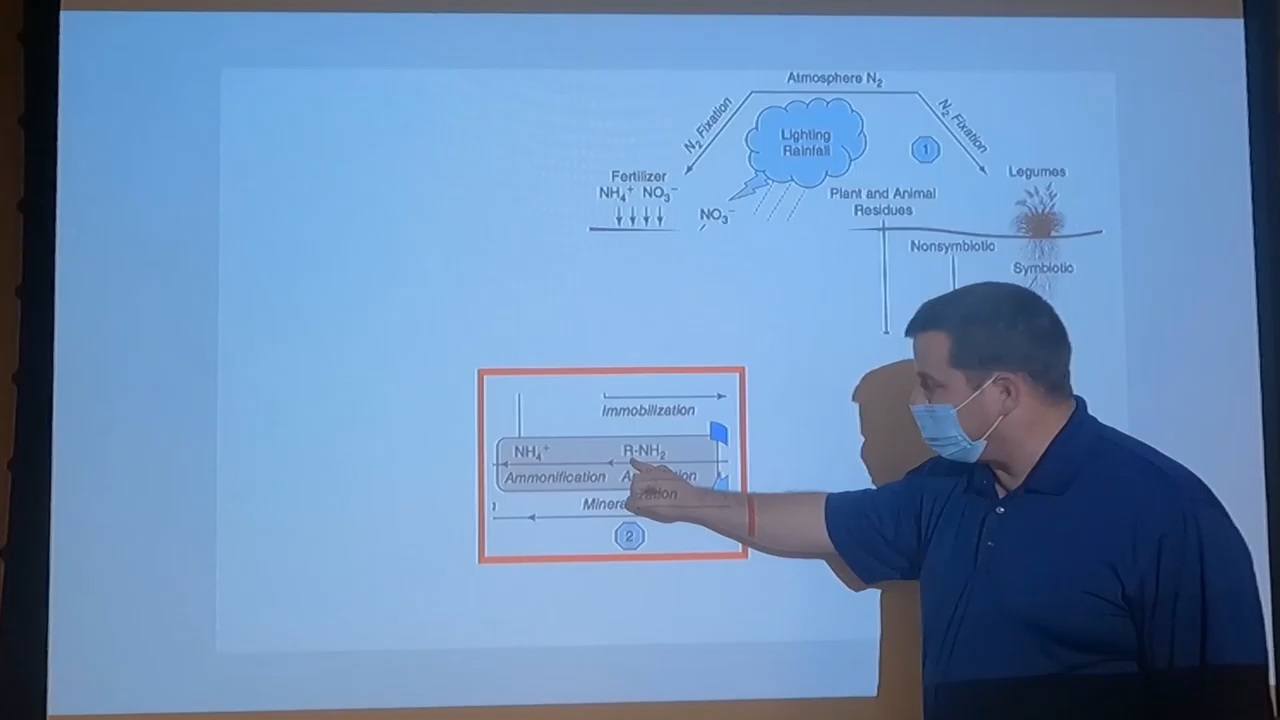 Atmosphere N₂
N₂ Fixation
N₂ Fixation
Lighting
Rainfall
1
Legumes
Fertilizer
NH₄⁺ NO₃⁻
NO₃⁻
Plant and Animal
Residues
Nonsymbiotic
Symbiotic
Immobilization
NH₄⁺
R-NH₂
Ammonification
2